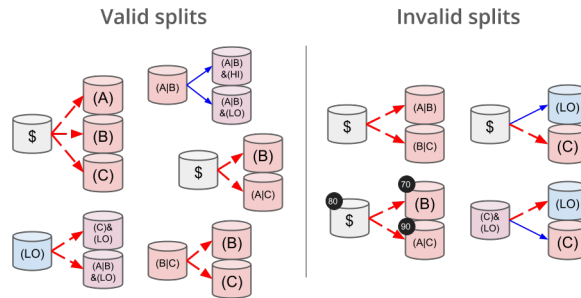 Valid splits
Invalid splits
$
(A)
(B)
(C)
(A|B)
(A|B)
&(HI)
(A|B)
&(LO)
$
(B)
(A|C)
(LO)
(C)&
(LO)
(A|B)
&(LO)
(B|C)
(B)
(C)
$
(A|B)
(B|C)
$
(LO)
(C)
80
$
70
(B)
90
(A|C)
(C)&
(LO)
(LO)
(C)